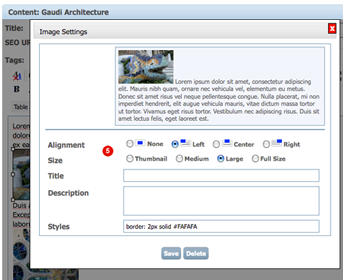 Content: Gaudi Architecture
Title:
SEO UR
Tags:
B
Table
Lorem
dolor
ex ea
Duis a
Excep
labori
Image Settings
X
Lorem ipsum dolor sit amet, consectetur adipiscing
elit. Mauris nibh quam, ornare nec vehicula vel, elementum eu metus.
Donec sit amet risus vel neque pellentesque congue. Nulla placerat, mi non
imperdiet hendrerit, elit augue vehicula mauris, vitae dictum massa tortor
ut tortor. Vivamus eget risus tortor. Vestibulum nec adipiscing risus. Duis sit
amet lectus felis, eget laoreet est.
Alignment None Left Center Right
5
Size Thumbnail Medium Large Full Size
Title
Description
Styles border: 2px solid #FAFAFA
Save Delete